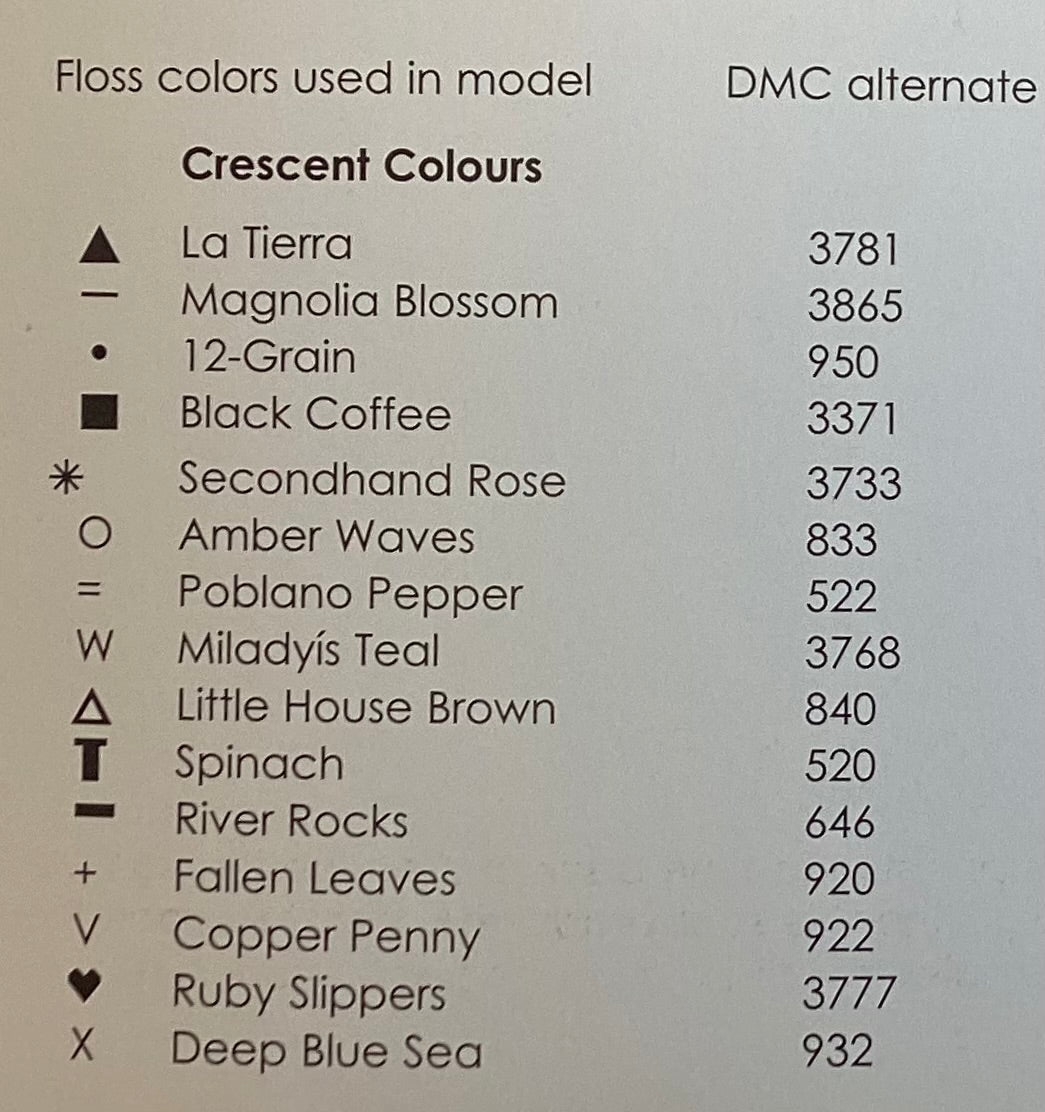 Floss colors used in model DMC alternate
Crescent Colours
▲ La Tierra 3781
— Magnolia Blossom 3865
• 12-Grain 950
■ Black Coffee 3371
✳ Secondhand Rose 3733
O Amber Waves 833
= Poblano Pepper 522
W Miladyís Teal 3768
△ Little House Brown 840
T Spinach 520
▬ River Rocks 646
+ Fallen Leaves 920
V Copper Penny 922
♥ Ruby Slippers 3777
X Deep Blue Sea 932